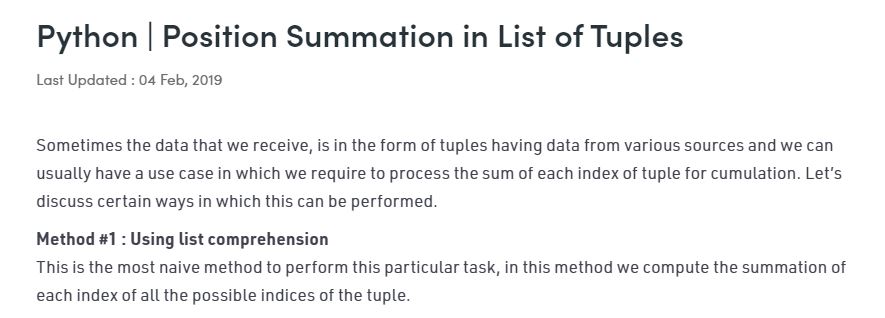 Python | Position Summation in List of Tuples
Last Updated : 04 Feb, 2019
Sometimes the data that we receive, is in the form of tuples having data from various sources and we can
usually have a use case in which we require to process the sum of each index of tuple for cumulation. Let’s
discuss certain ways in which this can be performed.
Method #1 : Using list comprehension
This is the most naive method to perform this particular task, in this method we compute the summation of
each index of all the possible indices of the tuple.